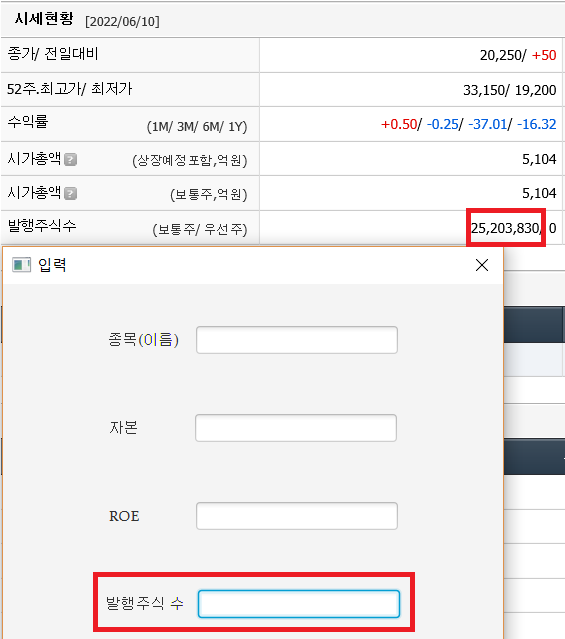 시세현황 [2022/06/10]
종가/ 전일대비 20,250/ +50
52주.최고가/ 최저가 33,150/ 19,200
수익률 (1M/ 3M/ 6M/ 1Y) +0.50/ -0.25/ -37.01/ -16.32
시가총액 ? (상장예정포함,억원) 5,104
시가총액 ? (보통주,억원) 5,104
발행주식수 (보통주/ 우선주) 25,203,830/ 0
입력
종목(이름)
자본
ROE
발행주식 수